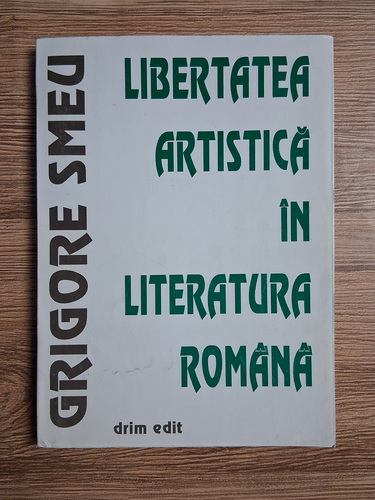 GRIGORE SMEU
LIBERTATEA
ARTISTICĂ
ÎN
LITERATURA
ROMÂNĂ
drim edit